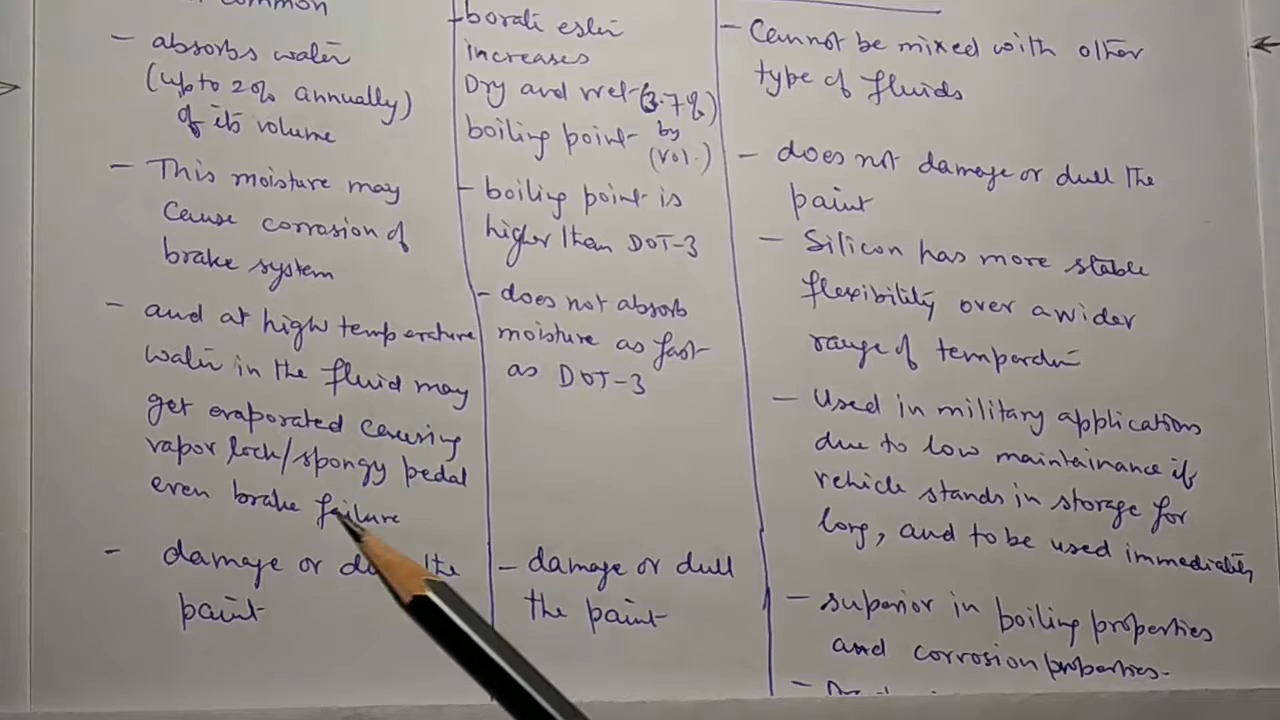 common
- absorbs water
(up to 2% annually)
of its volume
- This moisture may
cause corrosion of
brake system
- and at high temperature
water in the fluid may
get evaporated causing
vapor lock/spongy pedal
even brake failure
- damage or the
paint
- borate ester
increases
Dry and wet (3.7%)
boiling point by
(vol.)
- boiling point is
higher than DOT-3
- does not absorb
moisture as fast
as DOT-3
- damage or dull
the paint
- Cannot be mixed with other
type of fluids
- does not damage or dull the
paint
- Silicon has more stable
flexibility over a wider
range of
- Used in military applications
due to low maintainance if
vehicle stands in storage for
long, and to be used immediately
- superior in boiling properties
and corrosion properties.